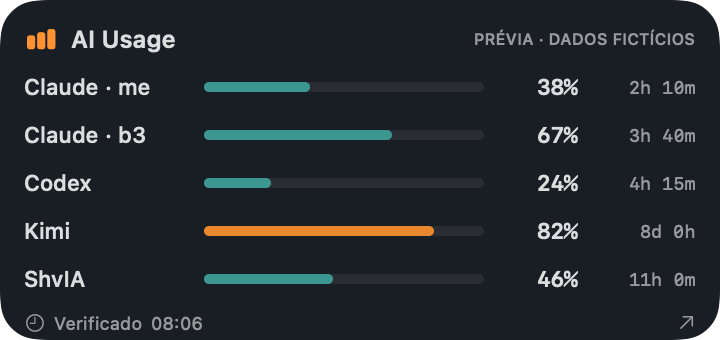 AI Usage PRÉVIA · DADOS FICTÍCIOS
Claude · me 38% 2h 10m
Claude · b3 67% 3h 40m
Codex 24% 4h 15m
Kimi 82% 8d 0h
ShvIA 46% 11h 0m
Verificado 08:06